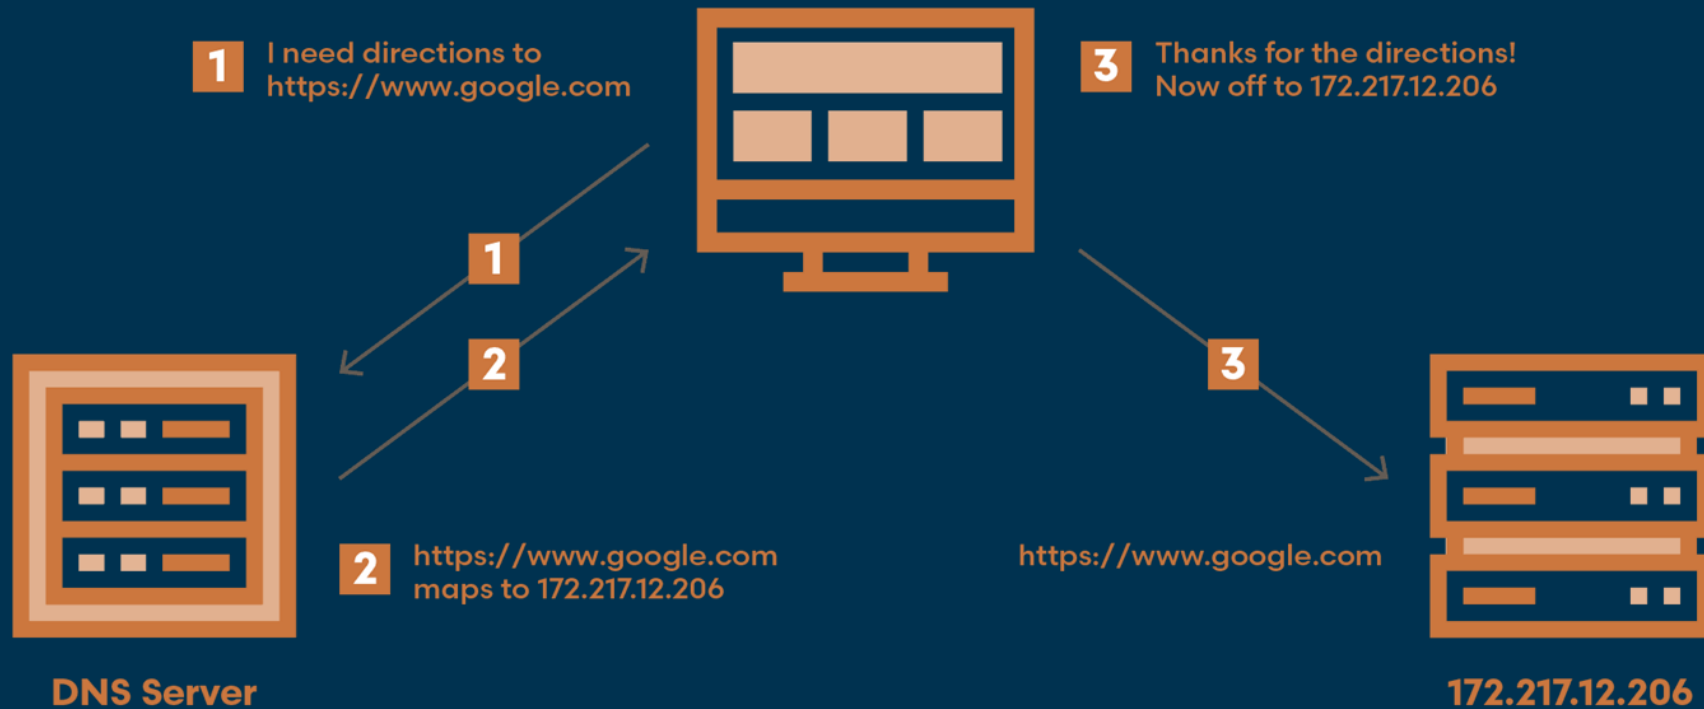 1
I need directions to
https://www.google.com
3
Thanks for the directions!
Now off to 172.217.12.206
1
2
3
2
https://www.google.com
maps to 172.217.12.206
https://www.google.com
DNS Server
172.217.12.206